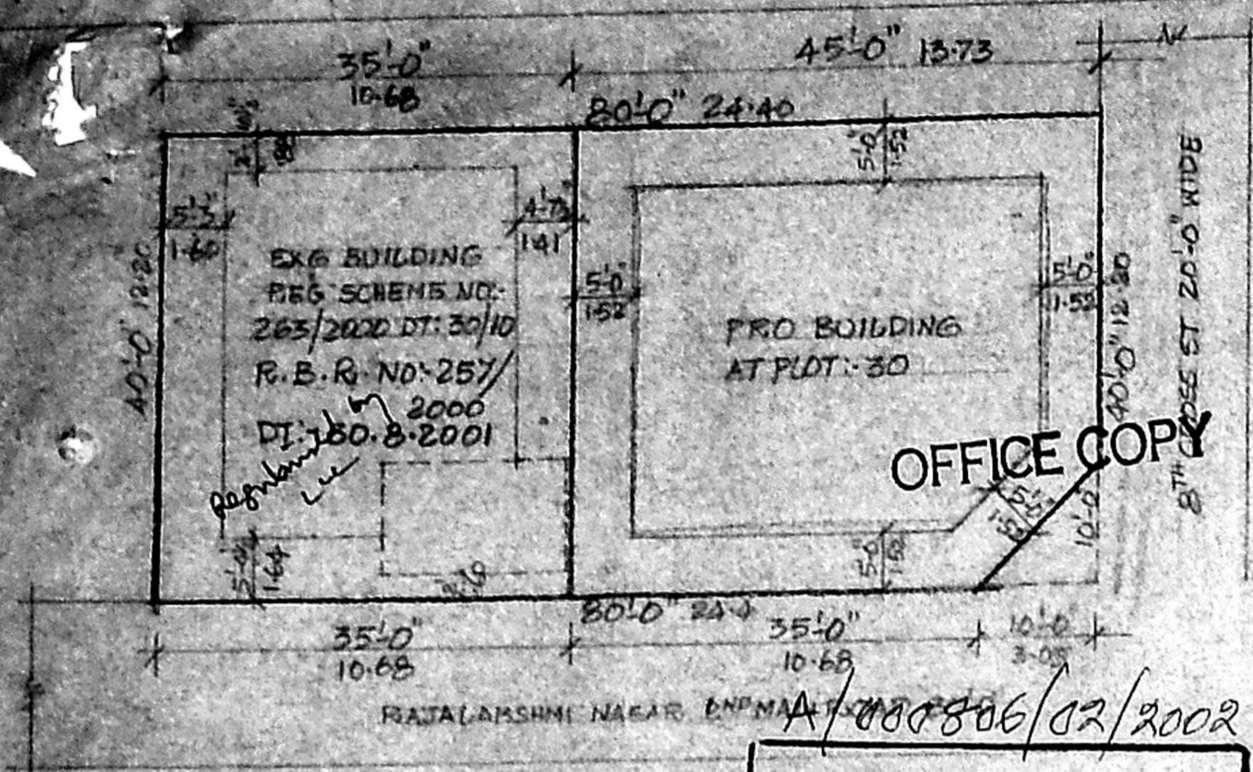 35'-0"
10.68
45'-0" 13.73
80'-0" 24.40
5'-0"
1.52
5'-3"
1.60
1.41
40'-0" 12.20
EXG BUILDING
REG SCHEME NO:-
263/2000 DT: 30/10
R.B.R. NO:-257/
2000
DT:-30.8.2001
Regularised by
5'-0"
1.52
PRO BUILDING
AT PLOT:-30
5'-0"
1.52
40'-0" 12.20
8TH CROSS ST 20'-0" WIDE
OFFICE COPY
1.64
5'-0"
1.52
10'-0"
80'-0" 24.4
35'-0"
10.68
35'-0"
10.68
10'-0"
3.05
RAJALAKSHMI NAGAR
A/000806/02/2002